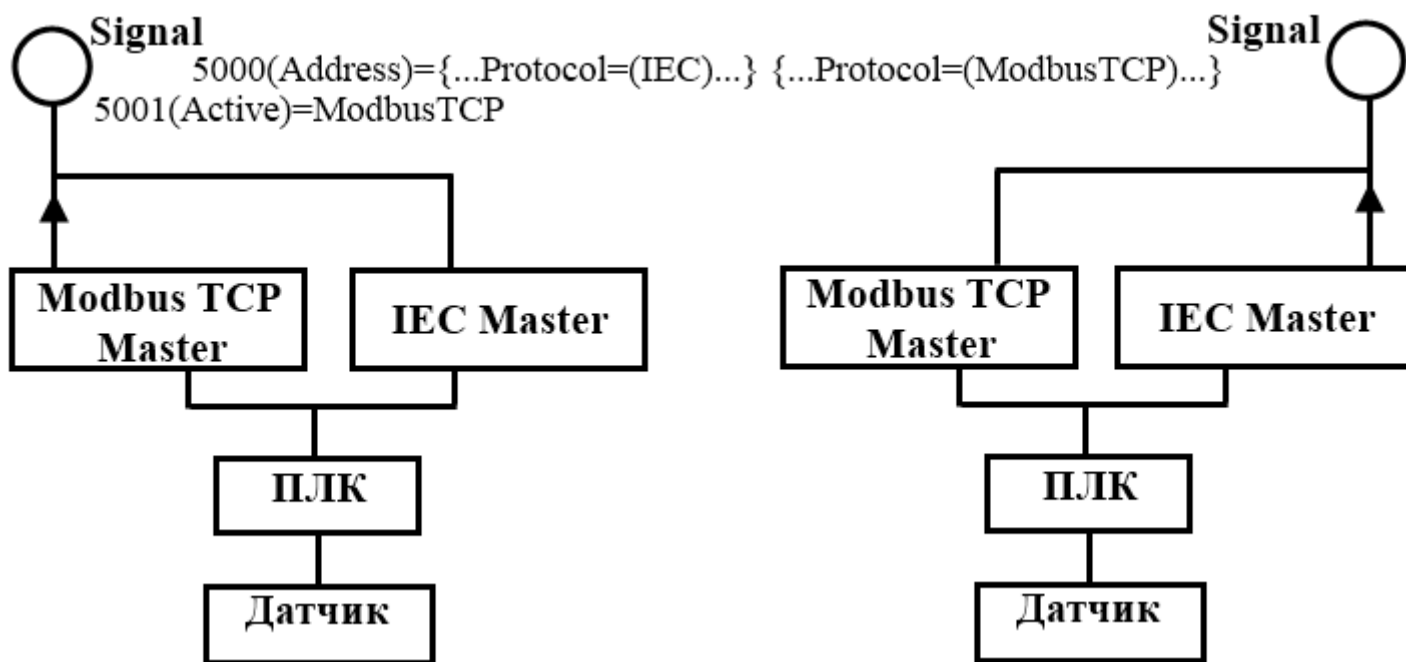 Signal
Signal
5000(Address)={...Protocol=(IEC)...} {...Protocol=(ModbusTCP)...}
5001(Active)=ModbusTCP
Modbus TCP
Master
IEC Master
Modbus TCP
Master
IEC Master
ПЛК
ПЛК
Датчик
Датчик